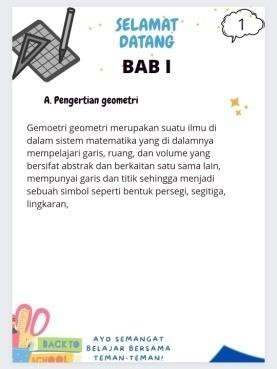 SELAMAT
DATANG
1
BAB I
A. Pengertian geometri
Gemoetri geometri merupakan suatu ilmu di
dalam sistem matematika yang di dalamnya
mempelajari garis, ruang, dan volume yang
bersifat abstrak dan berkaitan satu sama lain,
mempunyai garis dan titik sehingga menjadi
sebuah simbol seperti bentuk persegi, segitiga,
lingkaran,
BACK TO
SCHOOL
AYO SEMANGAT
BELAJAR BERSAMA
TEMAN-TEMAN!